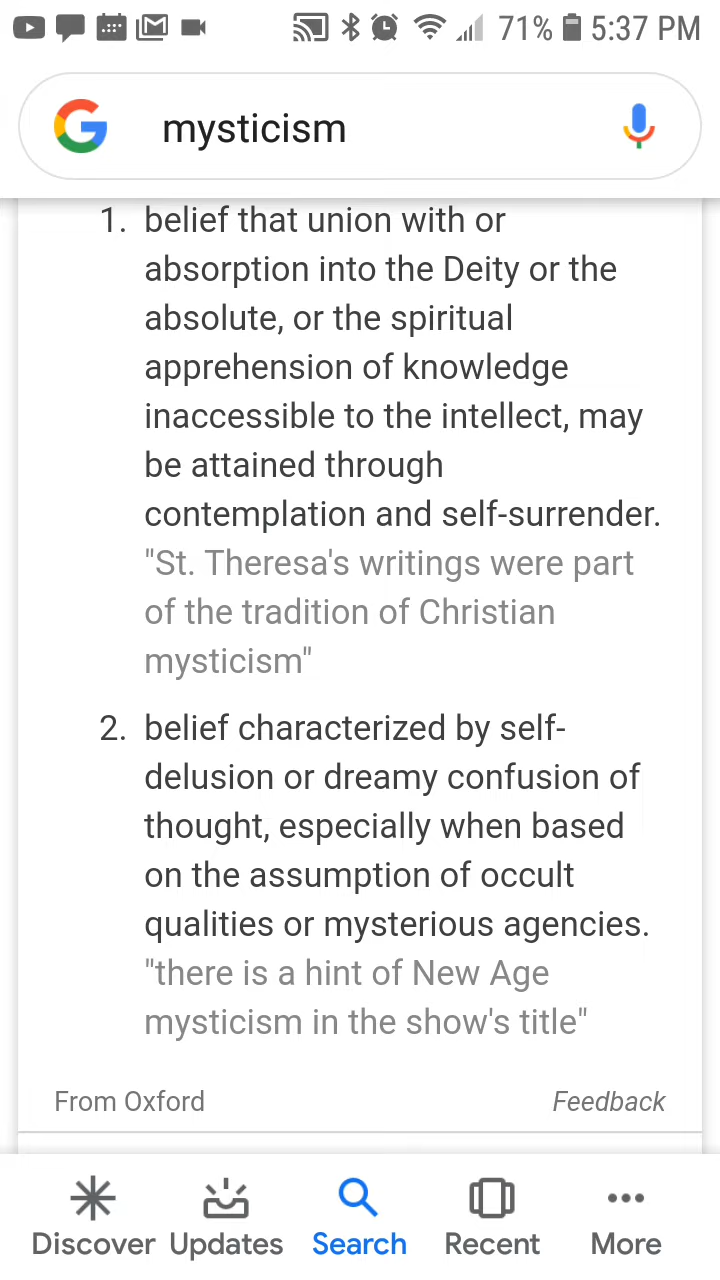 71% 5:37 PM
mysticism
1. belief that union with or
absorption into the Deity or the
absolute, or the spiritual
apprehension of knowledge
inaccessible to the intellect, may
be attained through
contemplation and self-surrender.
"St. Theresa's writings were part
of the tradition of Christian
mysticism"
2. belief characterized by self-
delusion or dreamy confusion of
thought, especially when based
on the assumption of occult
qualities or mysterious agencies.
"there is a hint of New Age
mysticism in the show's title"
From Oxford Feedback
Discover Updates Search Recent More